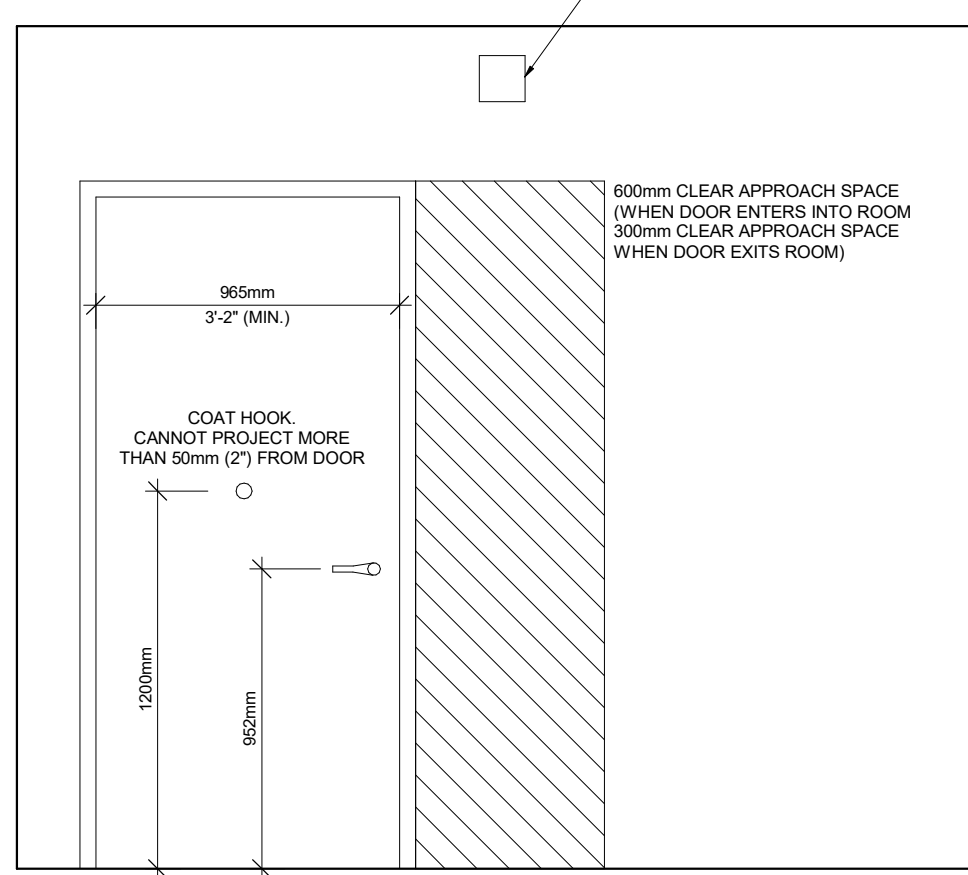 600mm CLEAR APPROACH SPACE
(WHEN DOOR ENTERS INTO ROOM
300mm CLEAR APPROACH SPACE
WHEN DOOR EXITS ROOM)
965mm
3'-2" (MIN.)
COAT HOOK.
CANNOT PROJECT MORE
THAN 50mm (2") FROM DOOR
1200mm
952mm